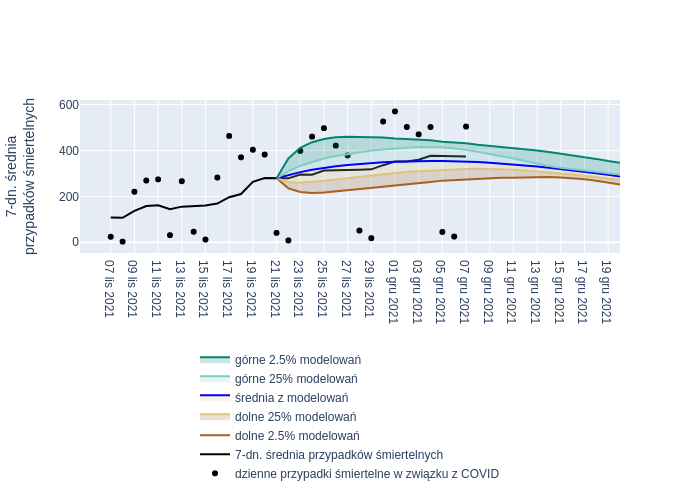 7-dn. średnia
przypadków śmiertelnych
600
400
200
0
07 lis 2021
09 lis 2021
11 lis 2021
13 lis 2021
15 lis 2021
17 lis 2021
19 lis 2021
21 lis 2021
23 lis 2021
25 lis 2021
27 lis 2021
29 lis 2021
01 gru 2021
03 gru 2021
05 gru 2021
07 gru 2021
09 gru 2021
11 gru 2021
13 gru 2021
15 gru 2021
17 gru 2021
19 gru 2021
górne 2.5% modelowań
górne 25% modelowań
średnia z modelowań
dolne 25% modelowań
dolne 2.5% modelowań
7-dn. średnia przypadków śmiertelnych
dzienne przypadki śmiertelne w związku z COVID